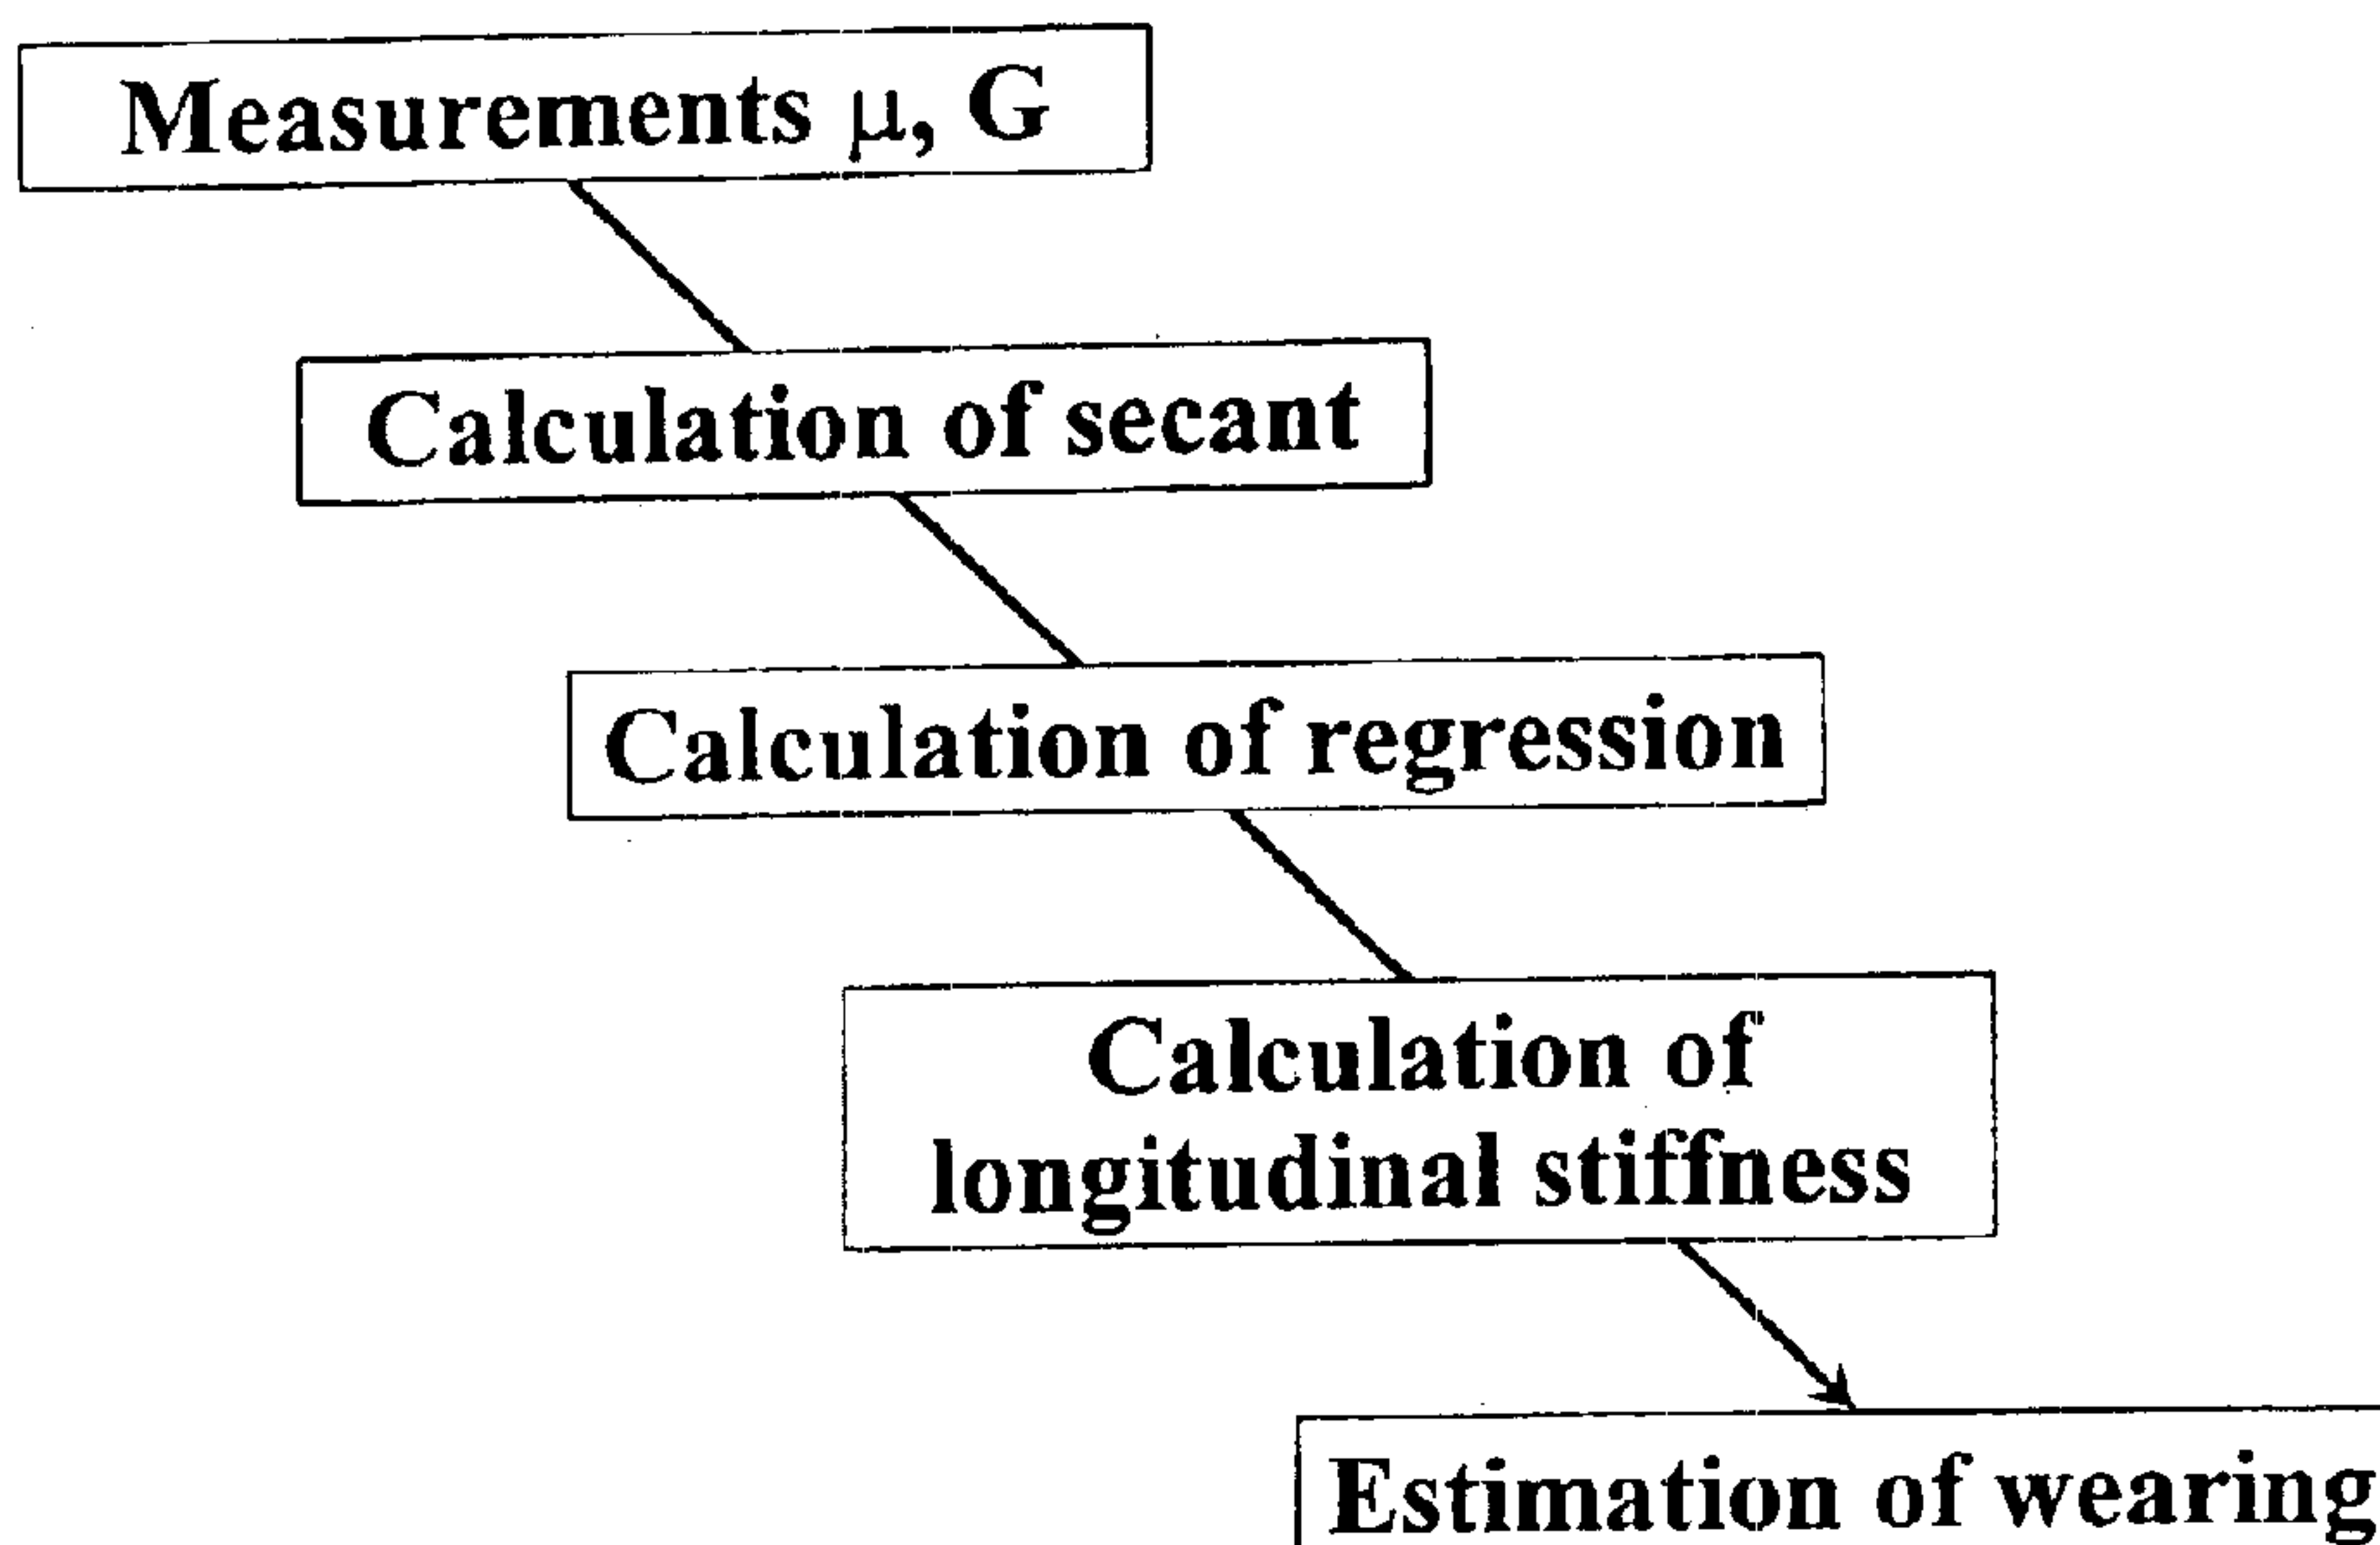 Measurements μ, G
Calculation of secant
Calculation of regression
Calculation of
longitudinal stiffness
Estimation of wearing